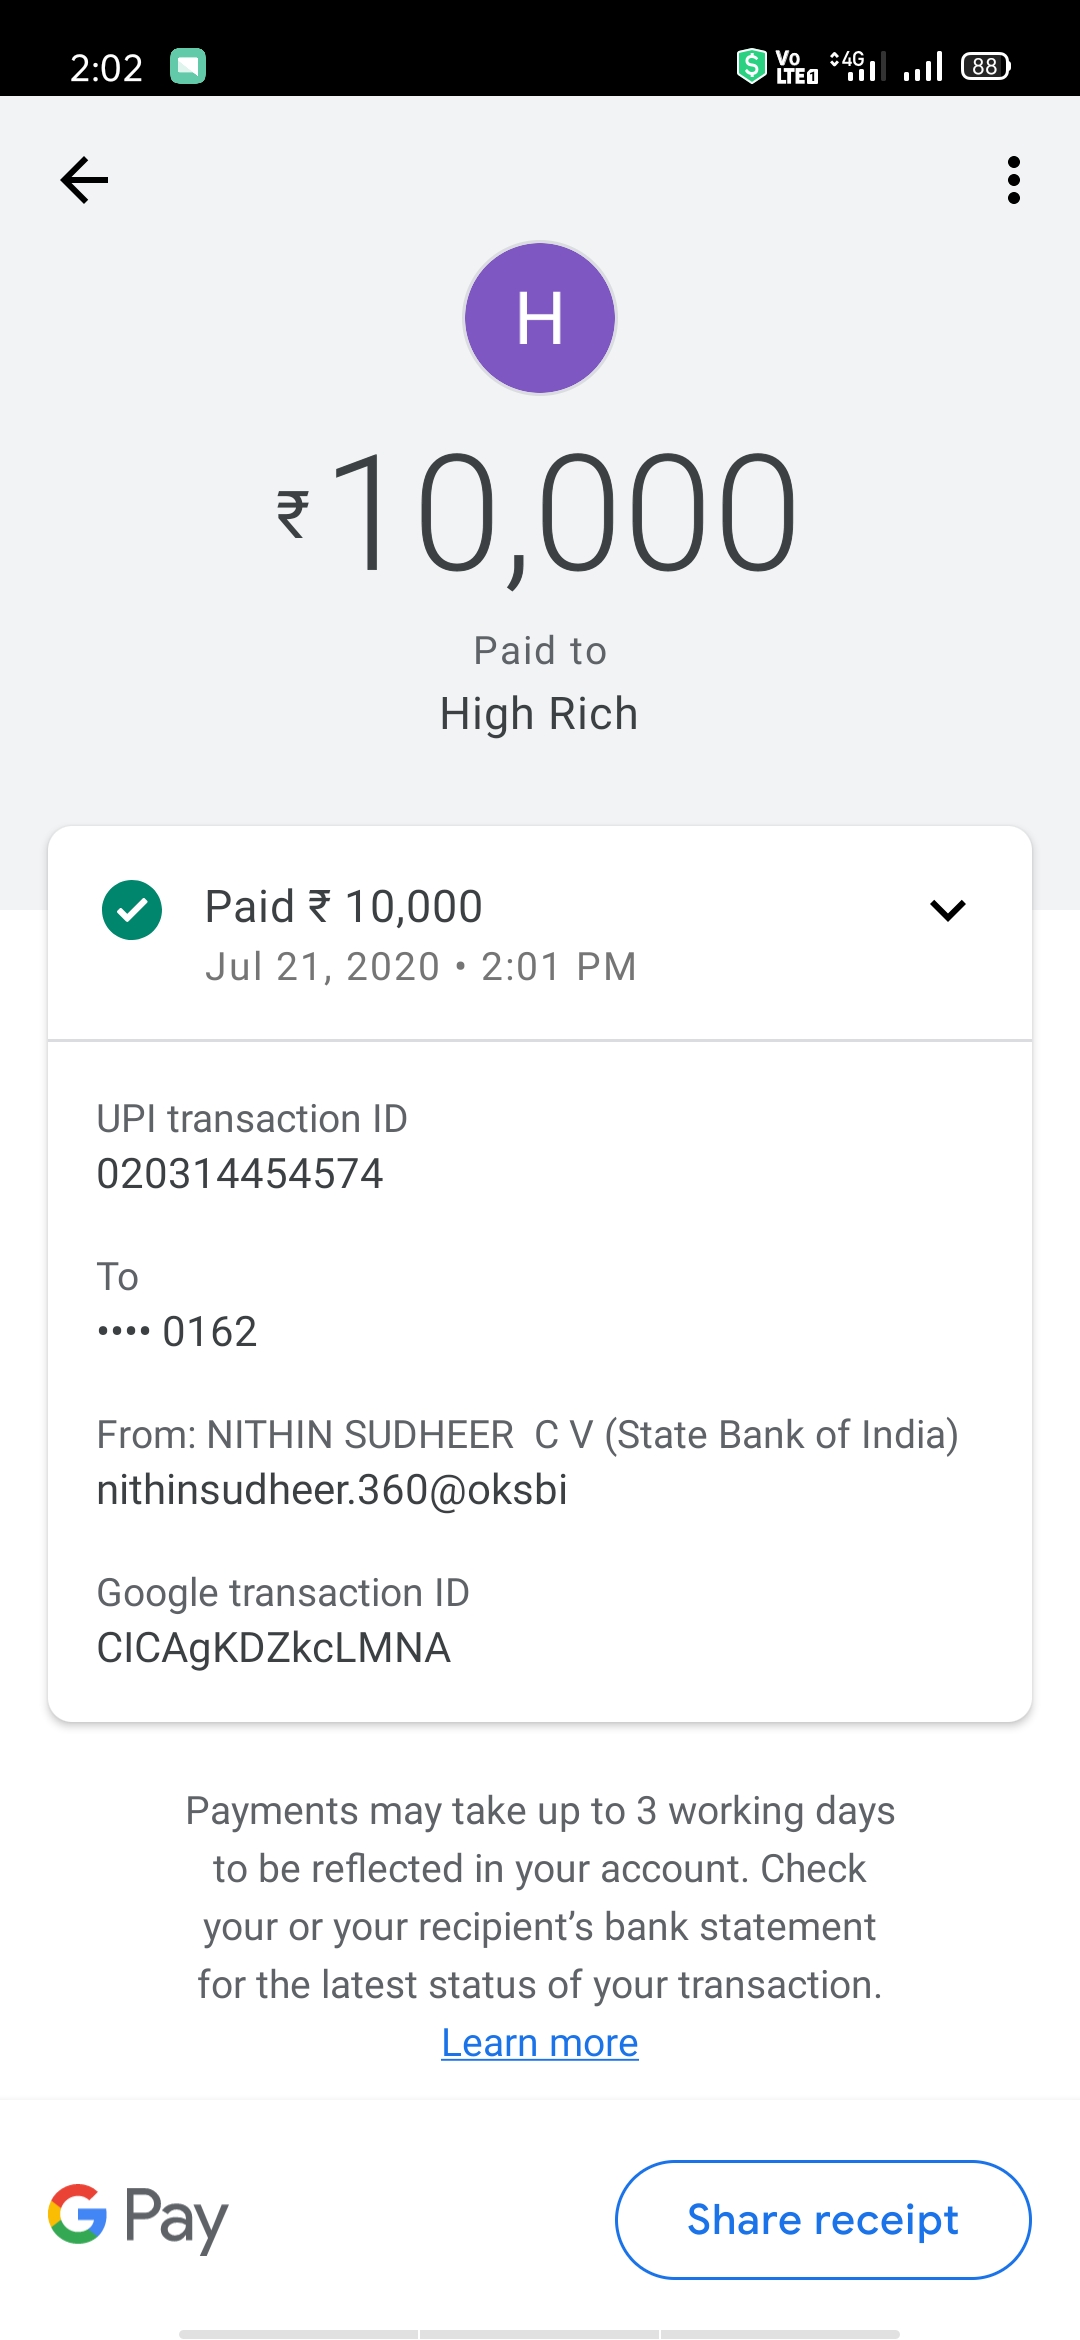 2:02
Vo LTE1 4G 88
H
₹10,000
Paid to
High Rich
Paid ₹ 10,000
Jul 21, 2020 • 2:01 PM
UPI transaction ID
020314454574
To
•••• 0162
From: NITHIN SUDHEER  C V (State Bank of India)
nithinsudheer.360@oksbi
Google transaction ID
CICAgKDZkcLMNA
Payments may take up to 3 working days
to be reflected in your account. Check
your or your recipient’s bank statement
for the latest status of your transaction.
Learn more
G Pay
Share receipt